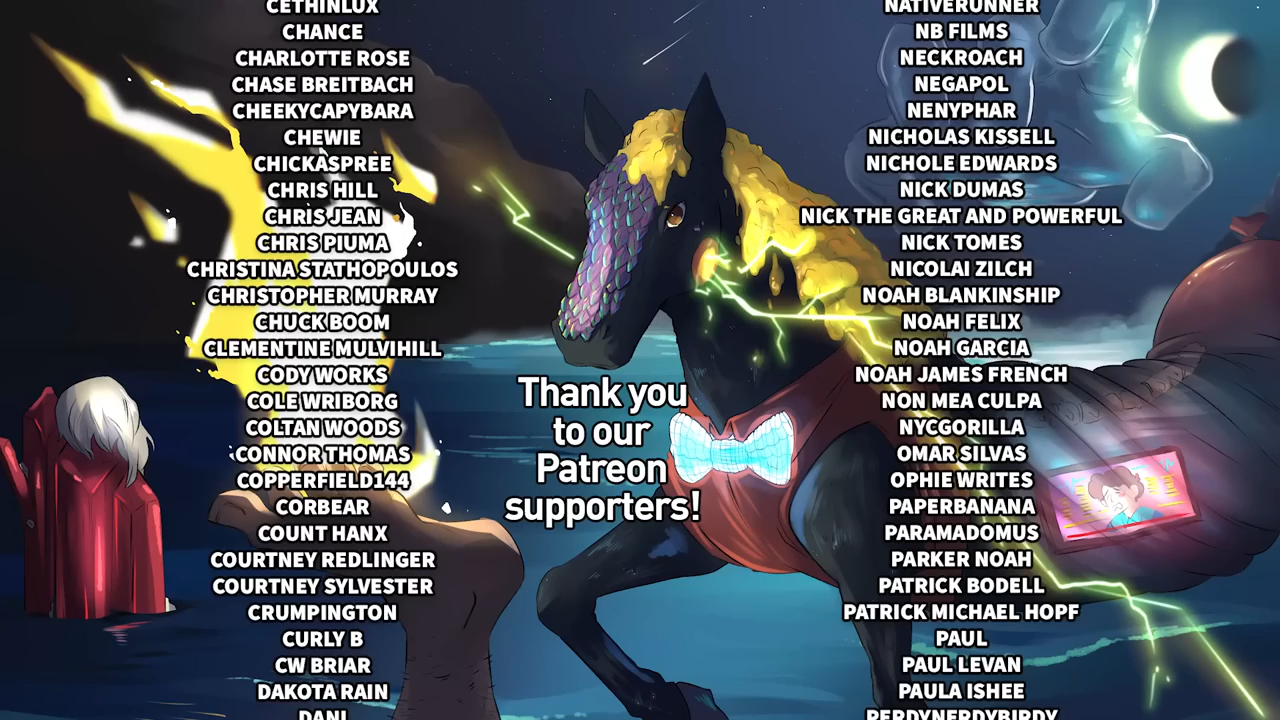 CETHINLUX
CHANCE
CHARLOTTE ROSE
CHASE BREITBACH
CHEEKYCAPYBARA
CHEWIE
CHICKASPREE
CHRIS HILL
CHRIS JEAN
CHRIS PIUMA
CHRISTINA STATHOPOULOS
CHRISTOPHER MURRAY
CHUCK BOOM
CLEMENTINE MULVIHILL
CODY WORKS
COLE WRIBORG
COLTAN WOODS
CONNOR THOMAS
COPPERFIELD144
CORBEAR
COUNT HANX
COURTNEY REDLINGER
COURTNEY SYLVESTER
CRUMPINGTON
CURLY B
CW BRIAR
DAKOTA RAIN
DANI
Thank you
to our
Patreon
supporters!
NATIVERUNNER
NB FILMS
NECKROACH
NEGAPOL
NENYPHAR
NICHOLAS KISSELL
NICHOLE EDWARDS
NICK DUMAS
NICK THE GREAT AND POWERFUL
NICK TOMES
NICOLAI ZILCH
NOAH BLANKINSHIP
NOAH FELIX
NOAH GARCIA
NOAH JAMES FRENCH
NON MEA CULPA
NYCGORILLA
OMAR SILVAS
OPHIE WRITES
PAPERBANANA
PARAMADOMUS
PARKER NOAH
PATRICK BODELL
PATRICK MICHAEL HOPF
PAUL
PAUL LEVAN
PAULA ISHEE
PERDYNERDYBIRDY